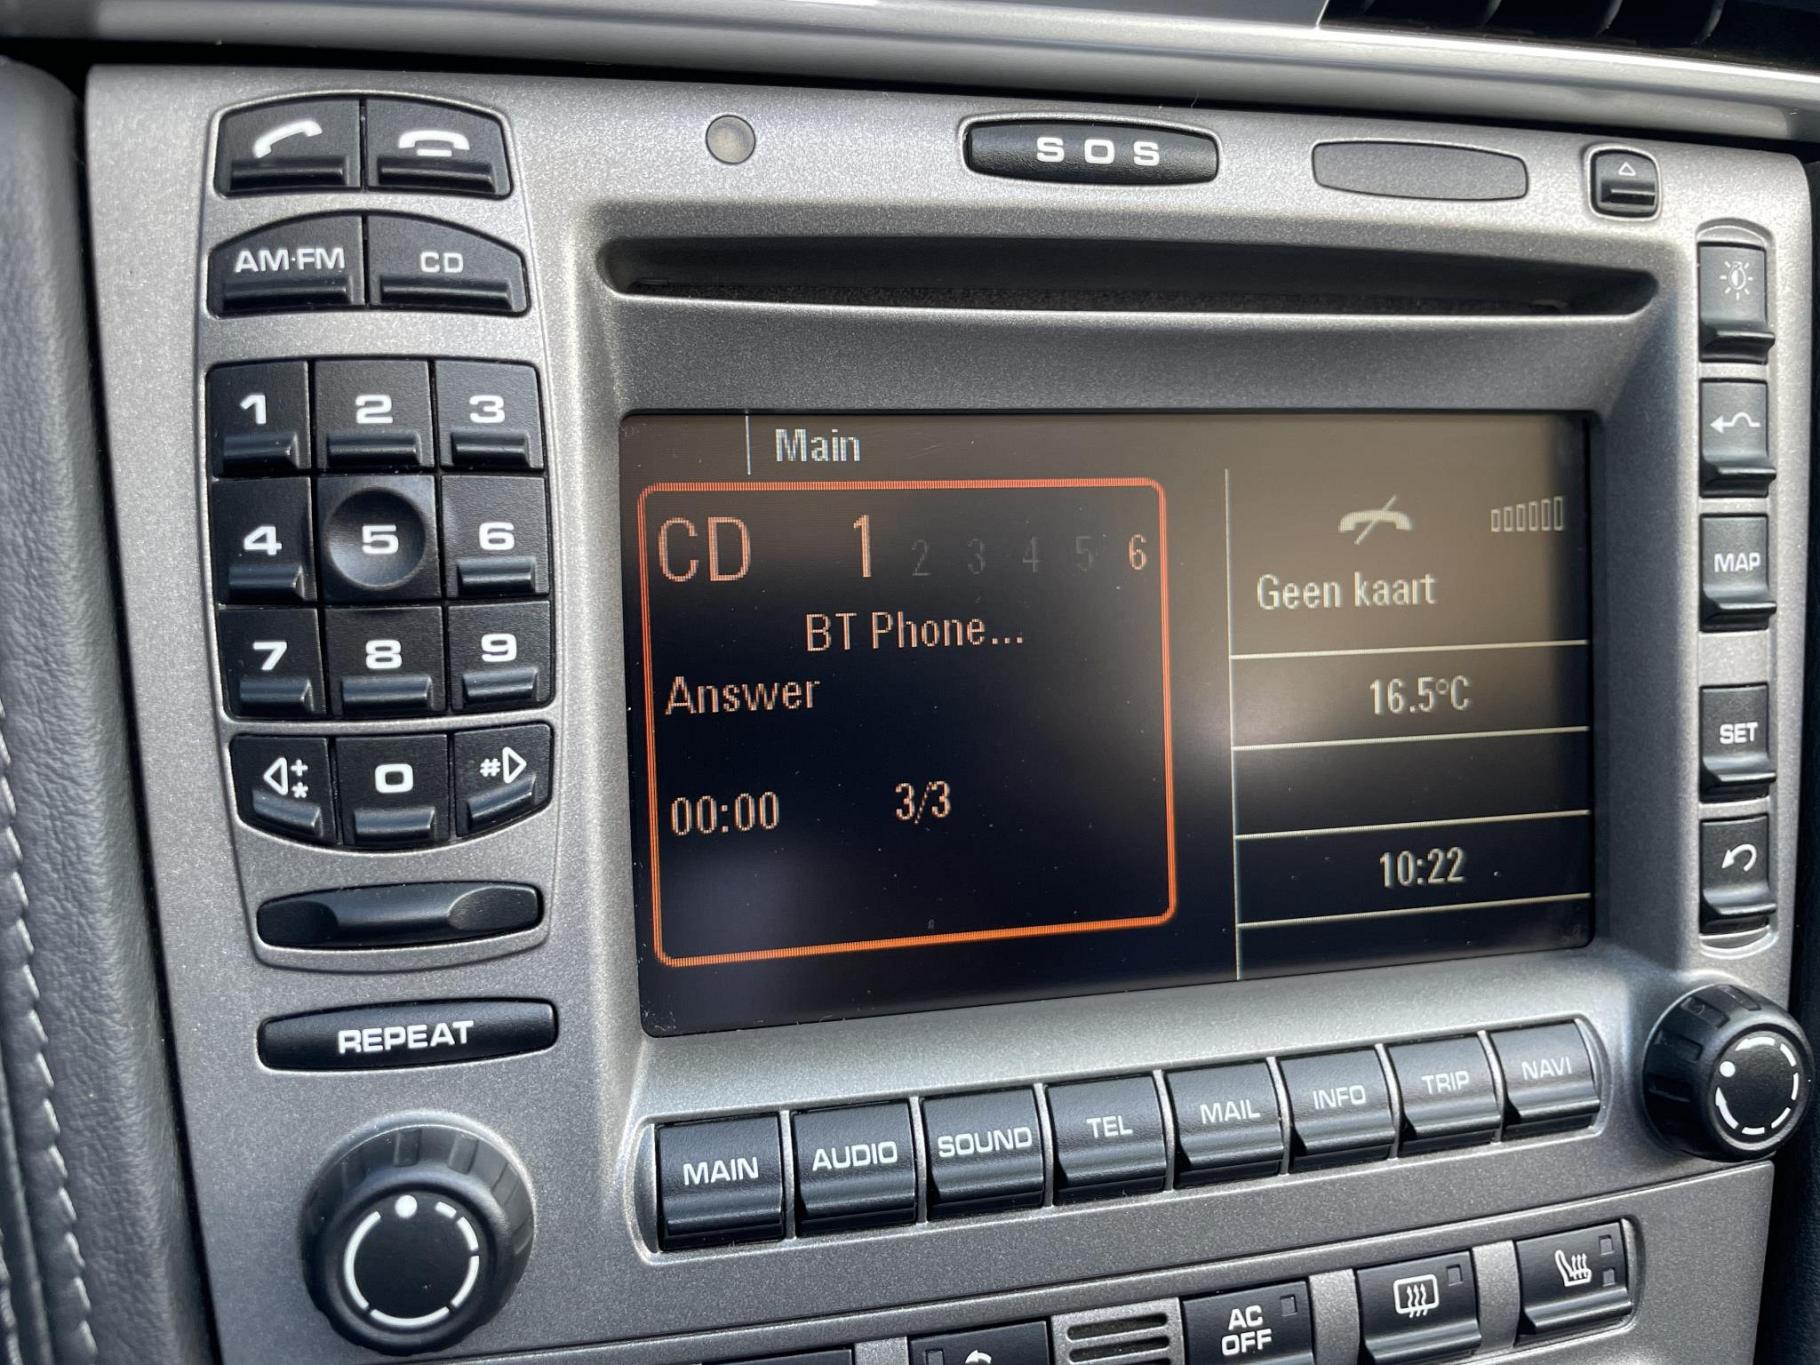 SOS
AM·FM CD
1 2 3
4 5 6
7 8 9
+
* 0 #
REPEAT
Main
CD 1 2 3 4 5 6
BT Phone...
Answer
00:00 3/3
Geen kaart
16.5°C
10:22
MAP
SET
MAIN AUDIO SOUND TEL MAIL INFO TRIP NAVI
AC
OFF